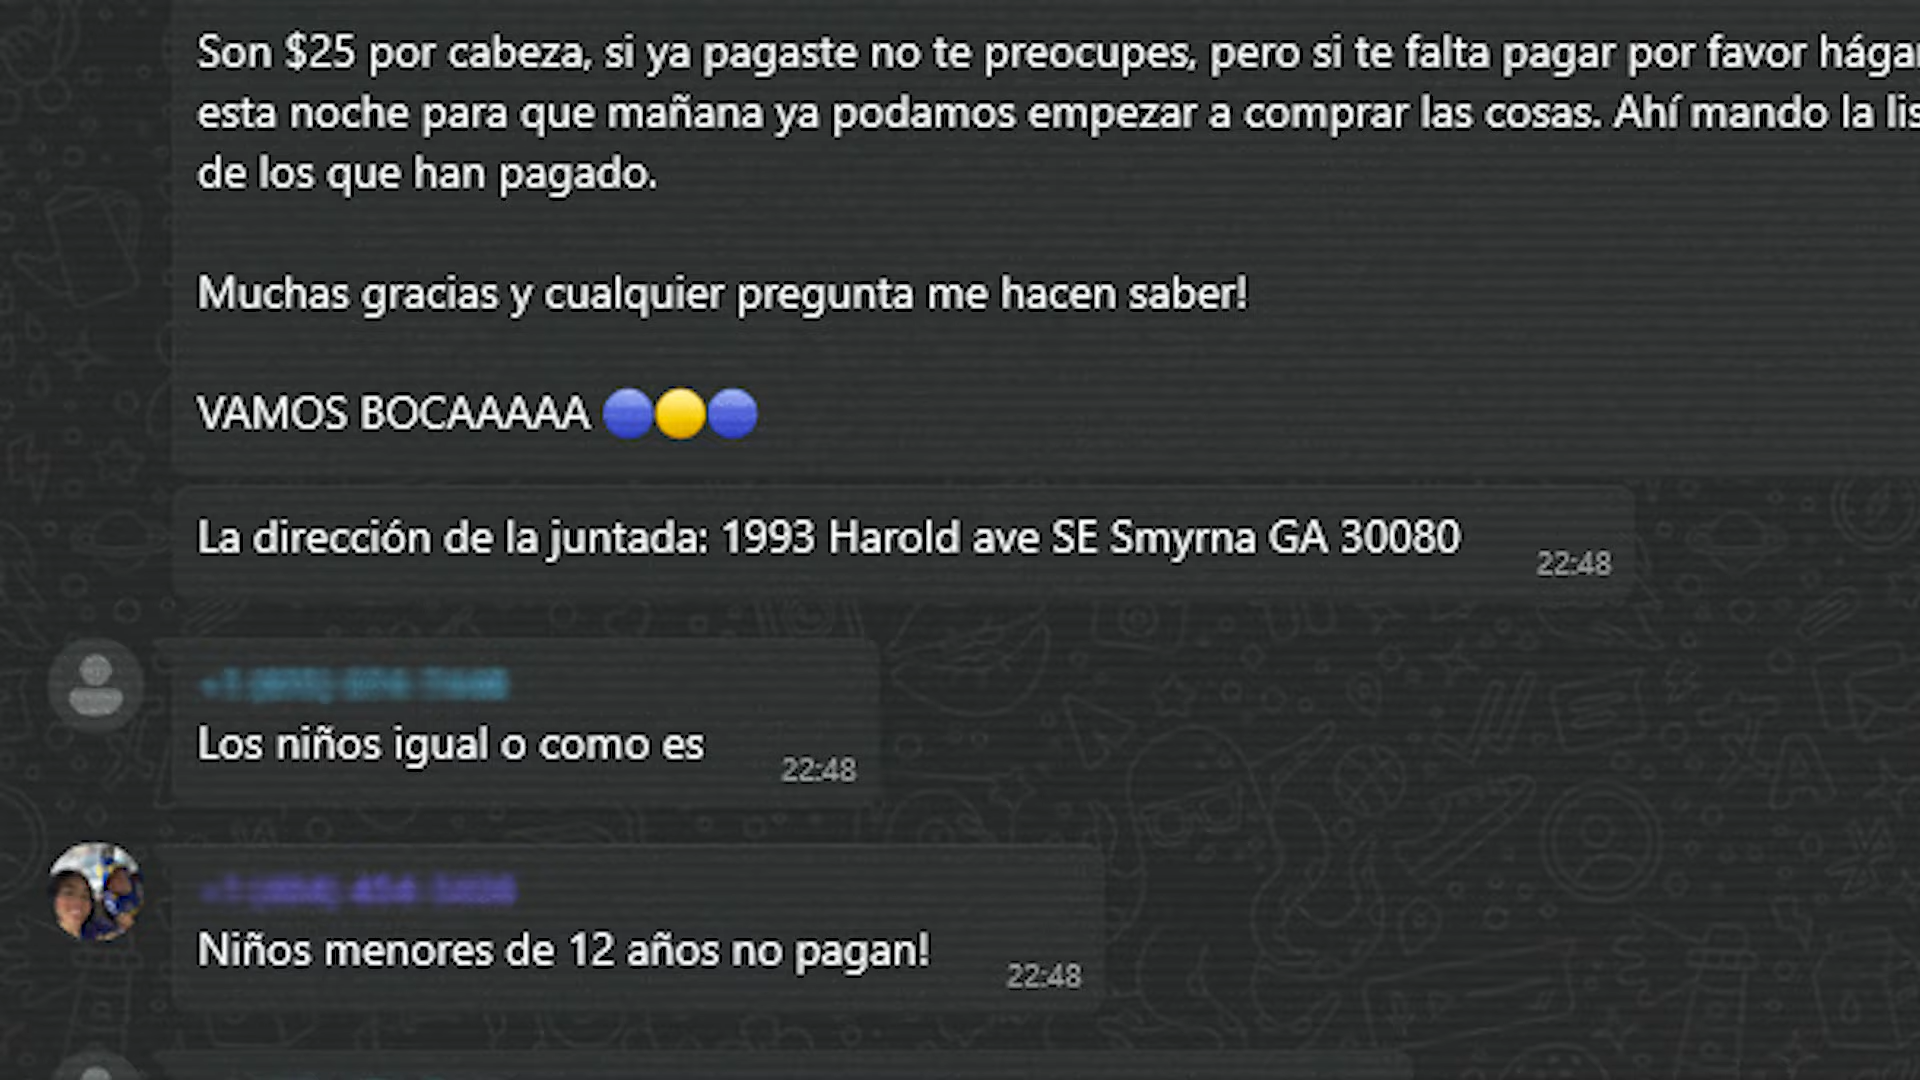 Son $25 por cabeza, si ya pagaste no te preocupes, pero si te falta pagar por favor
esta noche para que mañana ya podamos empezar a comprar las cosas. Ahí mando la
de los que han pagado.
Muchas gracias y cualquier pregunta me hacen saber!
VAMOS BOCAAAAA 🔵🟡🔵
La dirección de la juntada: 1993 Harold ave SE Smyrna GA 30080
22:48
Los niños igual o como es
22:48
Niños menores de 12 años no pagan!
22:48